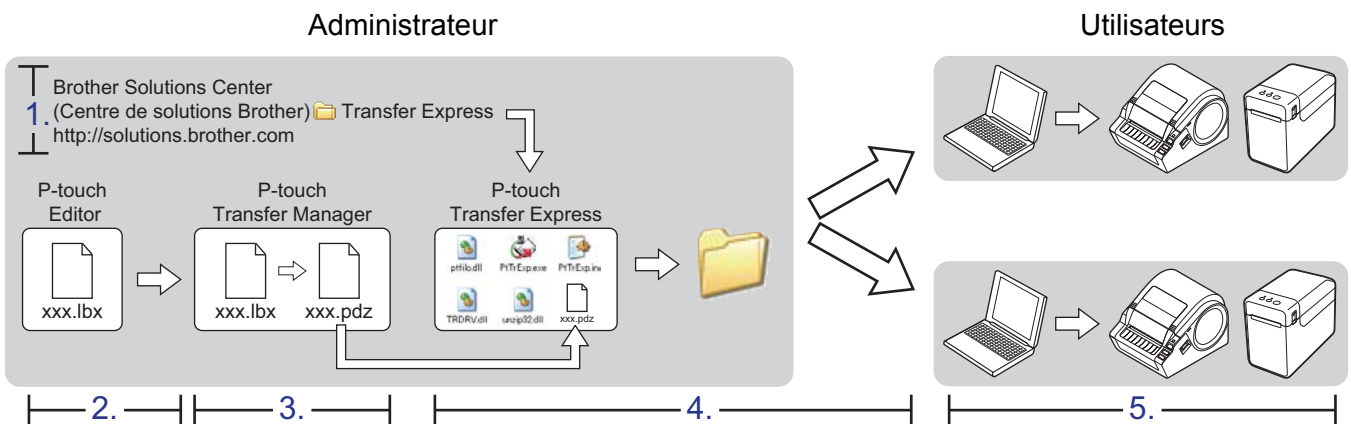 Administrateur
Utilisateurs
1.
Brother Solutions Center
(Centre de solutions Brother) Transfer Express
http://solutions.brother.com
P-touch
Editor
xxx.lbx
P-touch
Transfer Manager
xxx.lbx
xxx.pdz
P-touch
Transfer Express
ptfilo.dll
PtTrExp.exe
PtTrExp.ini
TRDRV.dll
unzip32.dll
xxx.pdz
2.
3.
4.
5.